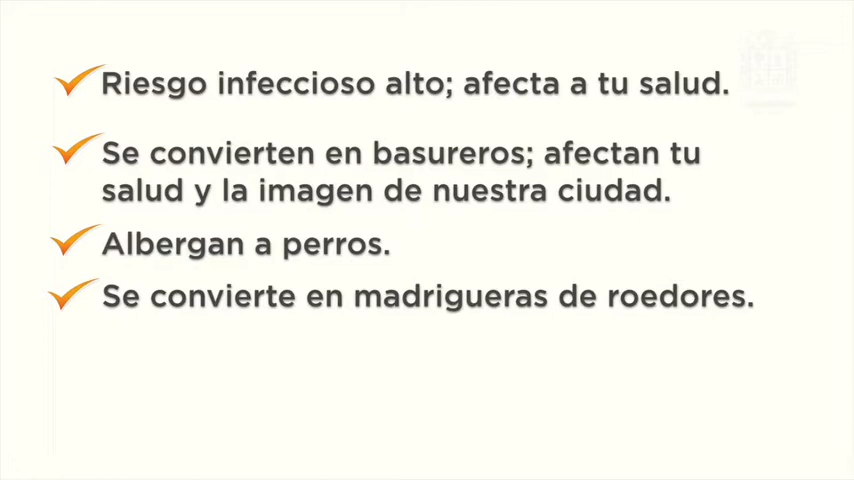 Riesgo infeccioso alto; afecta a tu salud.
Se convierten en basureros; afectan tu
salud y la imagen de nuestra ciudad.
Albergan a perros.
Se convierte en madrigueras de roedores.